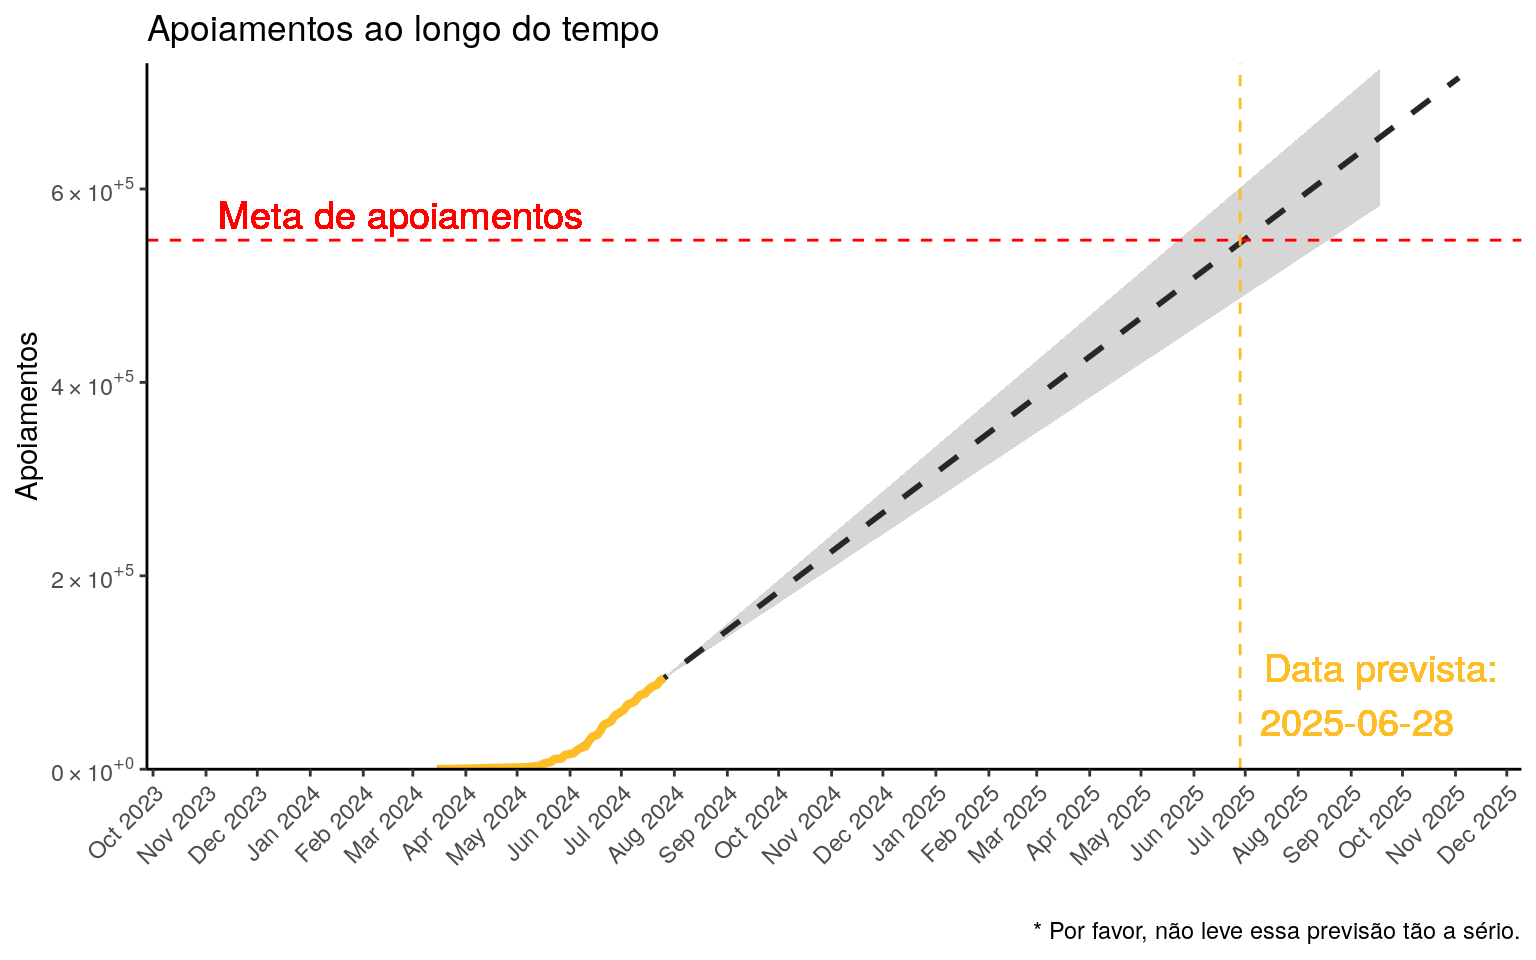 Apoiamentos ao longo do tempo
Apoiamentos
6 × 10⁺⁵
4 × 10⁺⁵
2 × 10⁺⁵
0 × 10⁺⁰
Meta de apoiamentos
Data prevista:
2025-06-28
Oct 2023
Nov 2023
Dec 2023
Jan 2024
Feb 2024
Mar 2024
Apr 2024
May 2024
Jun 2024
Jul 2024
Aug 2024
Sep 2024
Oct 2024
Nov 2024
Dec 2024
Jan 2025
Feb 2025
Mar 2025
Apr 2025
May 2025
Jun 2025
Jul 2025
Aug 2025
Sep 2025
Oct 2025
Nov 2025
Dec 2025
* Por favor, não leve essa previsão tão a sério.